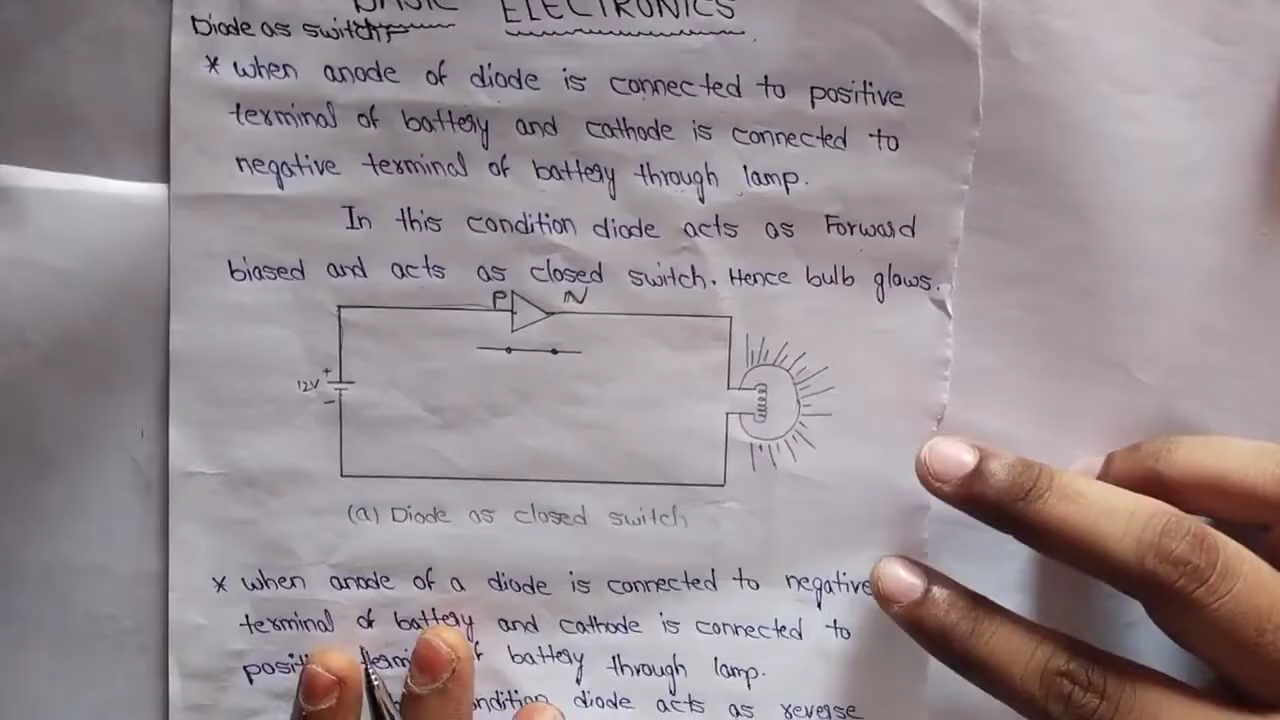 BASIC ELECTRONICS
Diode as switch
* when anode of diode is connected to positive
terminal of battery and cathode is connected to
negative terminal of battery through lamp.
In this condition diode acts as Forward
biased and acts as closed switch. Hence bulb glows.
P N
12V + -
(a) Diode as closed switch
* when anode of a diode is connected to negative
terminal of battery and cathode is connected to
of battery through lamp.
diode acts as reverse